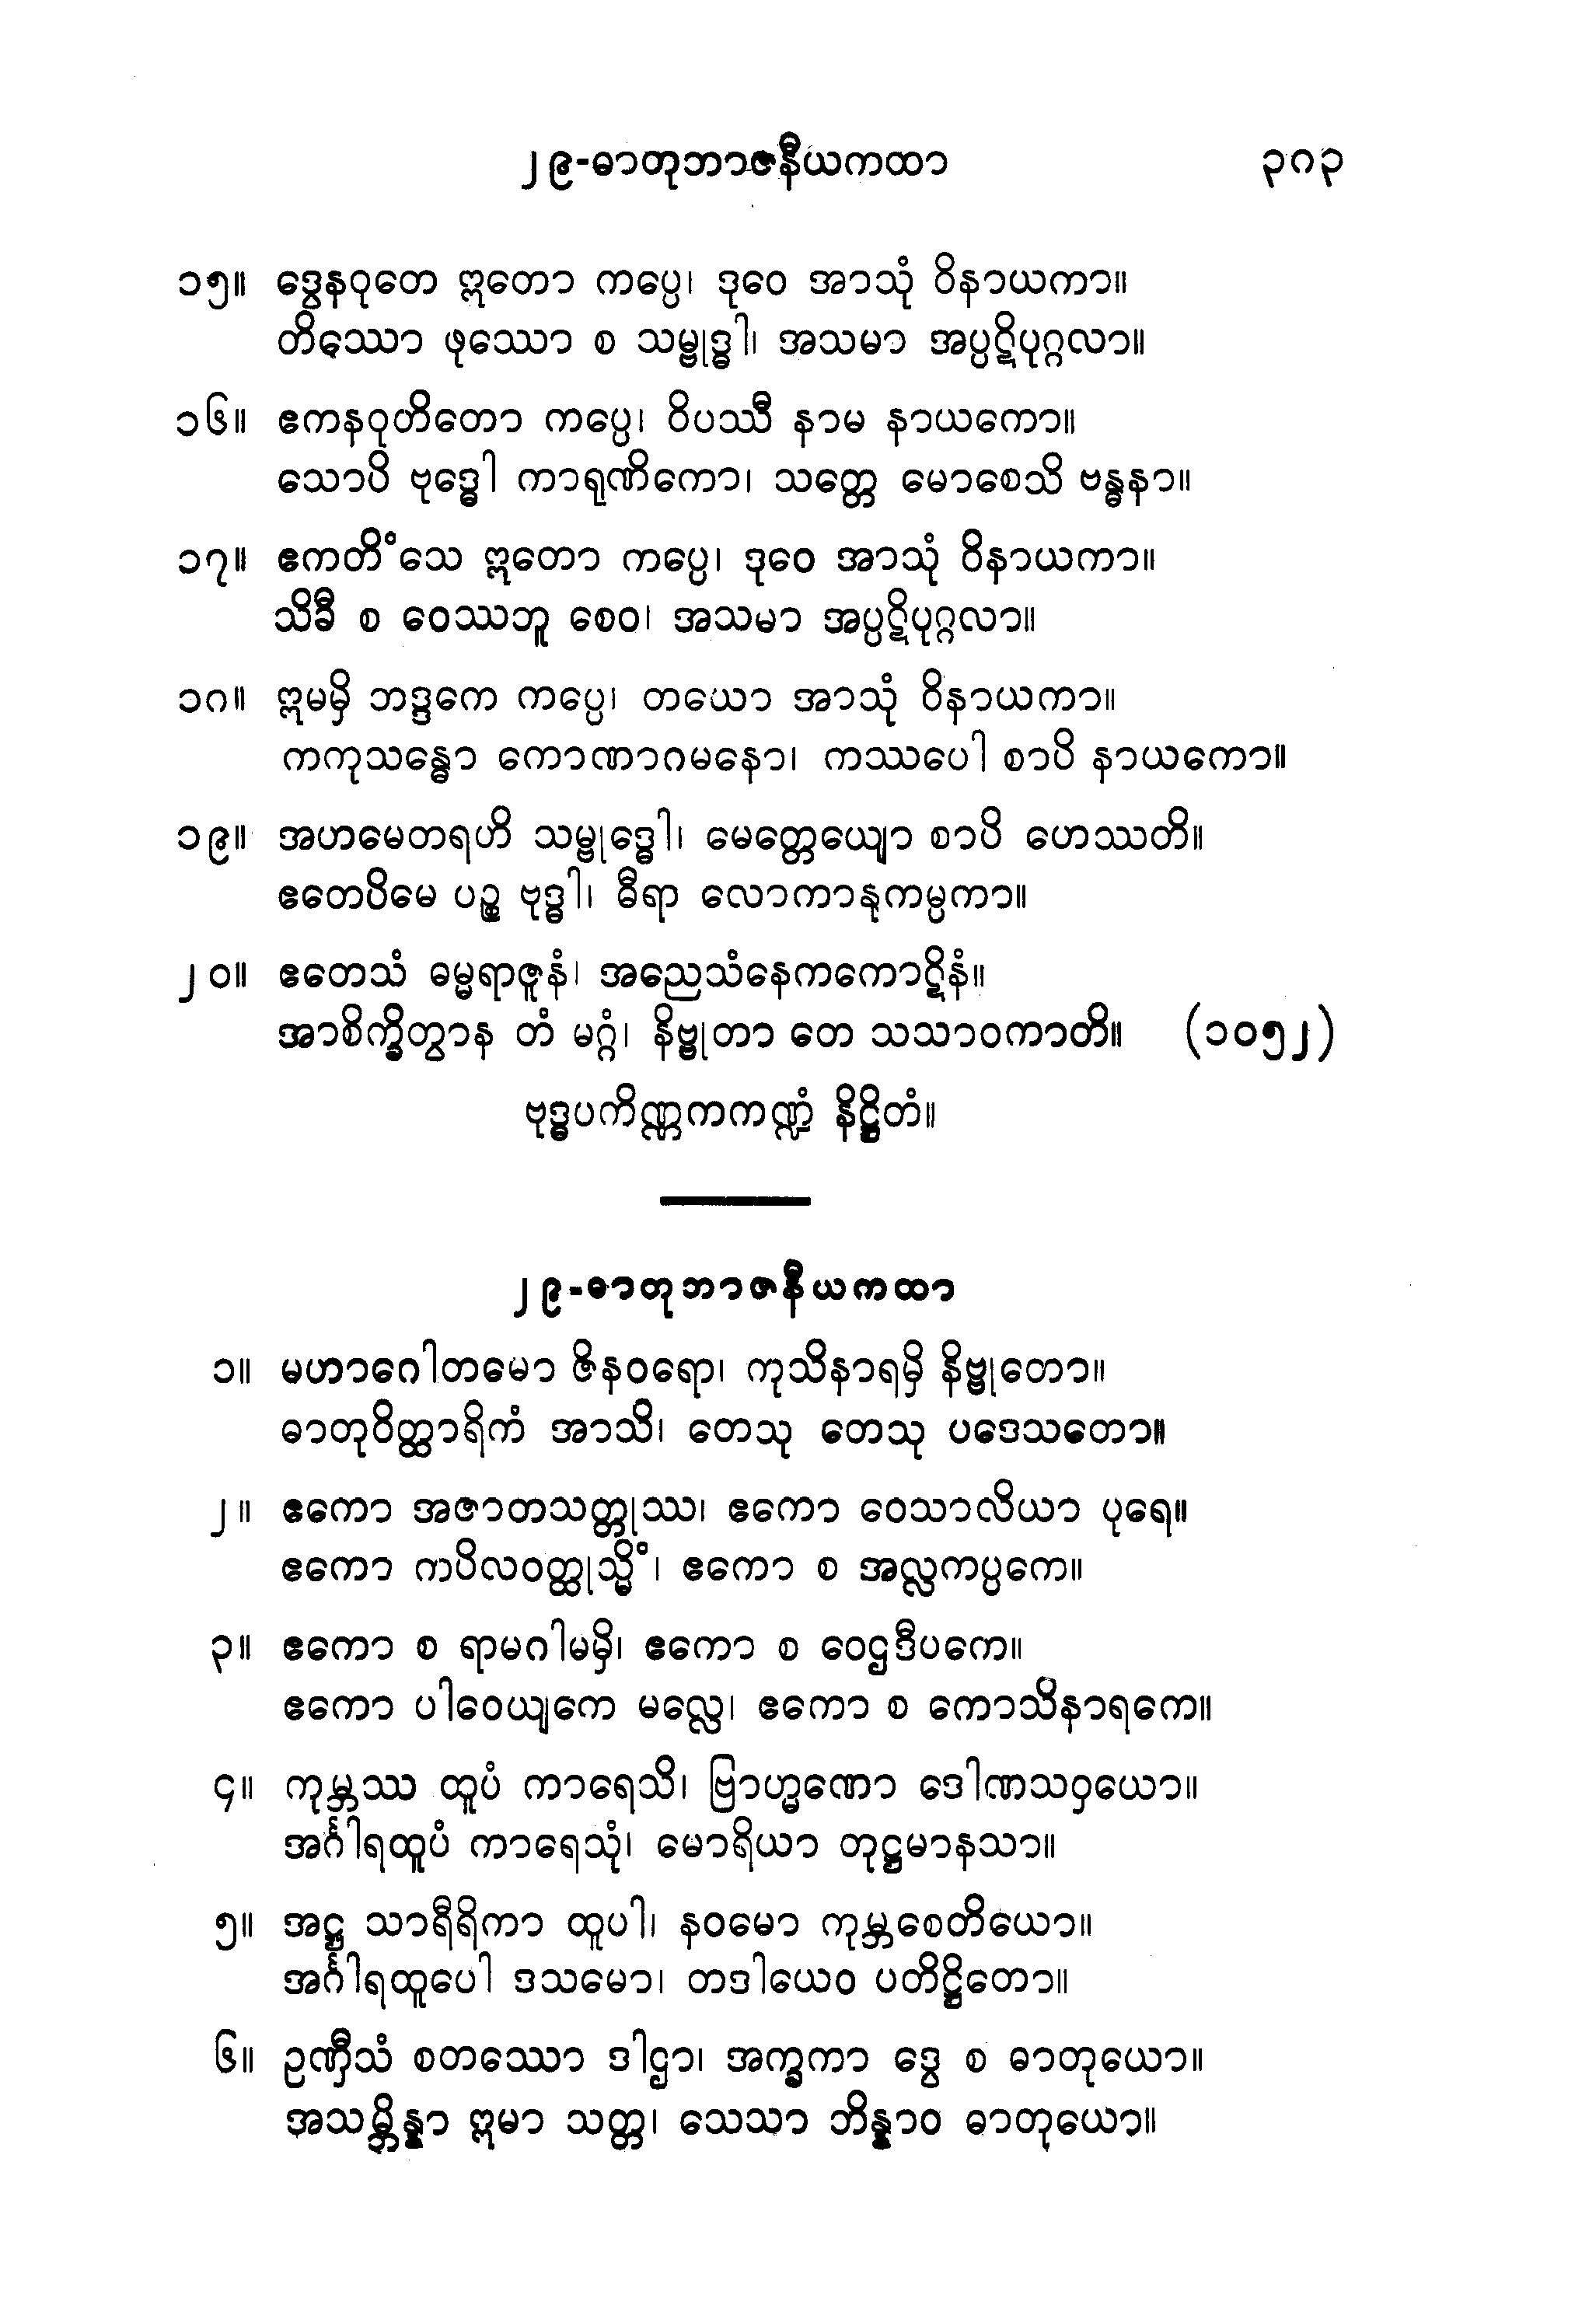 ၂၉-ဓာတုဘာဇနီယကထာ ၃၈၃
၁၅။ ဒွေနဝုတေ ဣတော ကပ္ပေ၊ ဒုဝေ အာသုံ ဝိနာယကာ။
တိဿော ဖုဿော စ သမ္ဗုဒ္ဓါ၊ အသမာ အပ္ပဋိပုဂ္ဂလာ။
၁၆။ ဧကနဝုတိတော ကပ္ပေ၊ ဝိပဿီ နာမ နာယကော။
သောပိ ဗုဒ္ဓေါ ကာရုဏိကော၊ သတ္တေ မောစေသိ ဗန္ဓနာ။
၁၇။ ဧကတိံသေ ဣတော ကပ္ပေ၊ ဒုဝေ အာသုံ ဝိနာယကာ။
သိခီ စ ဝေဿဘူ စေဝ၊ အသမာ အပ္ပဋိပုဂ္ဂလာ။
၁၈။ ဣမမှိ ဘဒ္ဒကေ ကပ္ပေ၊ တယော အာသုံ ဝိနာယကာ။
ကကုသန္ဓော ကောဏာဂမနော၊ ကဿပေါ စာပိ နာယကော။
၁၉။ အဟမေတရဟိ သမ္ဗုဒ္ဓေါ၊ မေတ္တေယျော စာပိ ဟေဿတိ။
ဧတေပိမေ ပဉ္စ ဗုဒ္ဓါ၊ ဓီရာ လောကာနုကမ္ပကာ။
၂၀။ ဧတေသံ ဓမ္မရာဇူနံ၊ အညေသံနေကကောဋိနံ။
အာစိက္ခိတွာန တံ မဂ္ဂံ၊ နိဗ္ဗုတာ တေ သသာဝကာတိ။ (၁၀၅၂)
ဗုဒ္ဓပကိဏ္ဏကကဏ္ဍံ နိဋ္ဌိတံ။
၂၉-ဓာတုဘာဇနီယကထာ
၁။ မဟာဂေါတမော ဇိနဝရော၊ ကုသိနာရမှိ နိဗ္ဗုတော။
ဓာတုဝိတ္ထာရိကံ အာသိ၊ တေသု တေသု ပဒေသတော။
၂။ ဧကော အဇာတသတ္တုဿ၊ ဧကော ဝေသာလိယာ ပုရေ။
ဧကော ကပိလဝတ္ထုသ္မိံ၊ ဧကော စ အလ္လကပ္ပကေ။
၃။ ဧကော စ ရာမဂါမမှိ၊ ဧကော စ ဝေဌဒီပကေ။
ဧကော ပါဝေယျကေ မလ္လေ၊ ဧကော စ ကောသိနာရကေ။
၄။ ကုမ္ဘဿ ထူပံ ကာရေသိ၊ ဗြာဟ္မဏော ဒေါဏသဝှယော။
အင်္ဂါရထူပံ ကာရေသုံ၊ မောရိယာ တုဋ္ဌမာနသာ။
၅။ အဋ္ဌ သာရီရိကာ ထူပါ၊ နဝမော ကုမ္ဘစေတိယော။
အင်္ဂါရထူပေါ ဒသမော၊ တဒါယေဝ ပတိဋ္ဌိတော။
၆။ ဥဏှီသံ စတဿော ဒါဌာ၊ အက္ခကာ ဒွေ စ ဓာတုယော။
အသမ္ဘိန္နာ ဣမာ သတ္တ၊ သေသာ ဘိန္နာဝ ဓာတုယော။